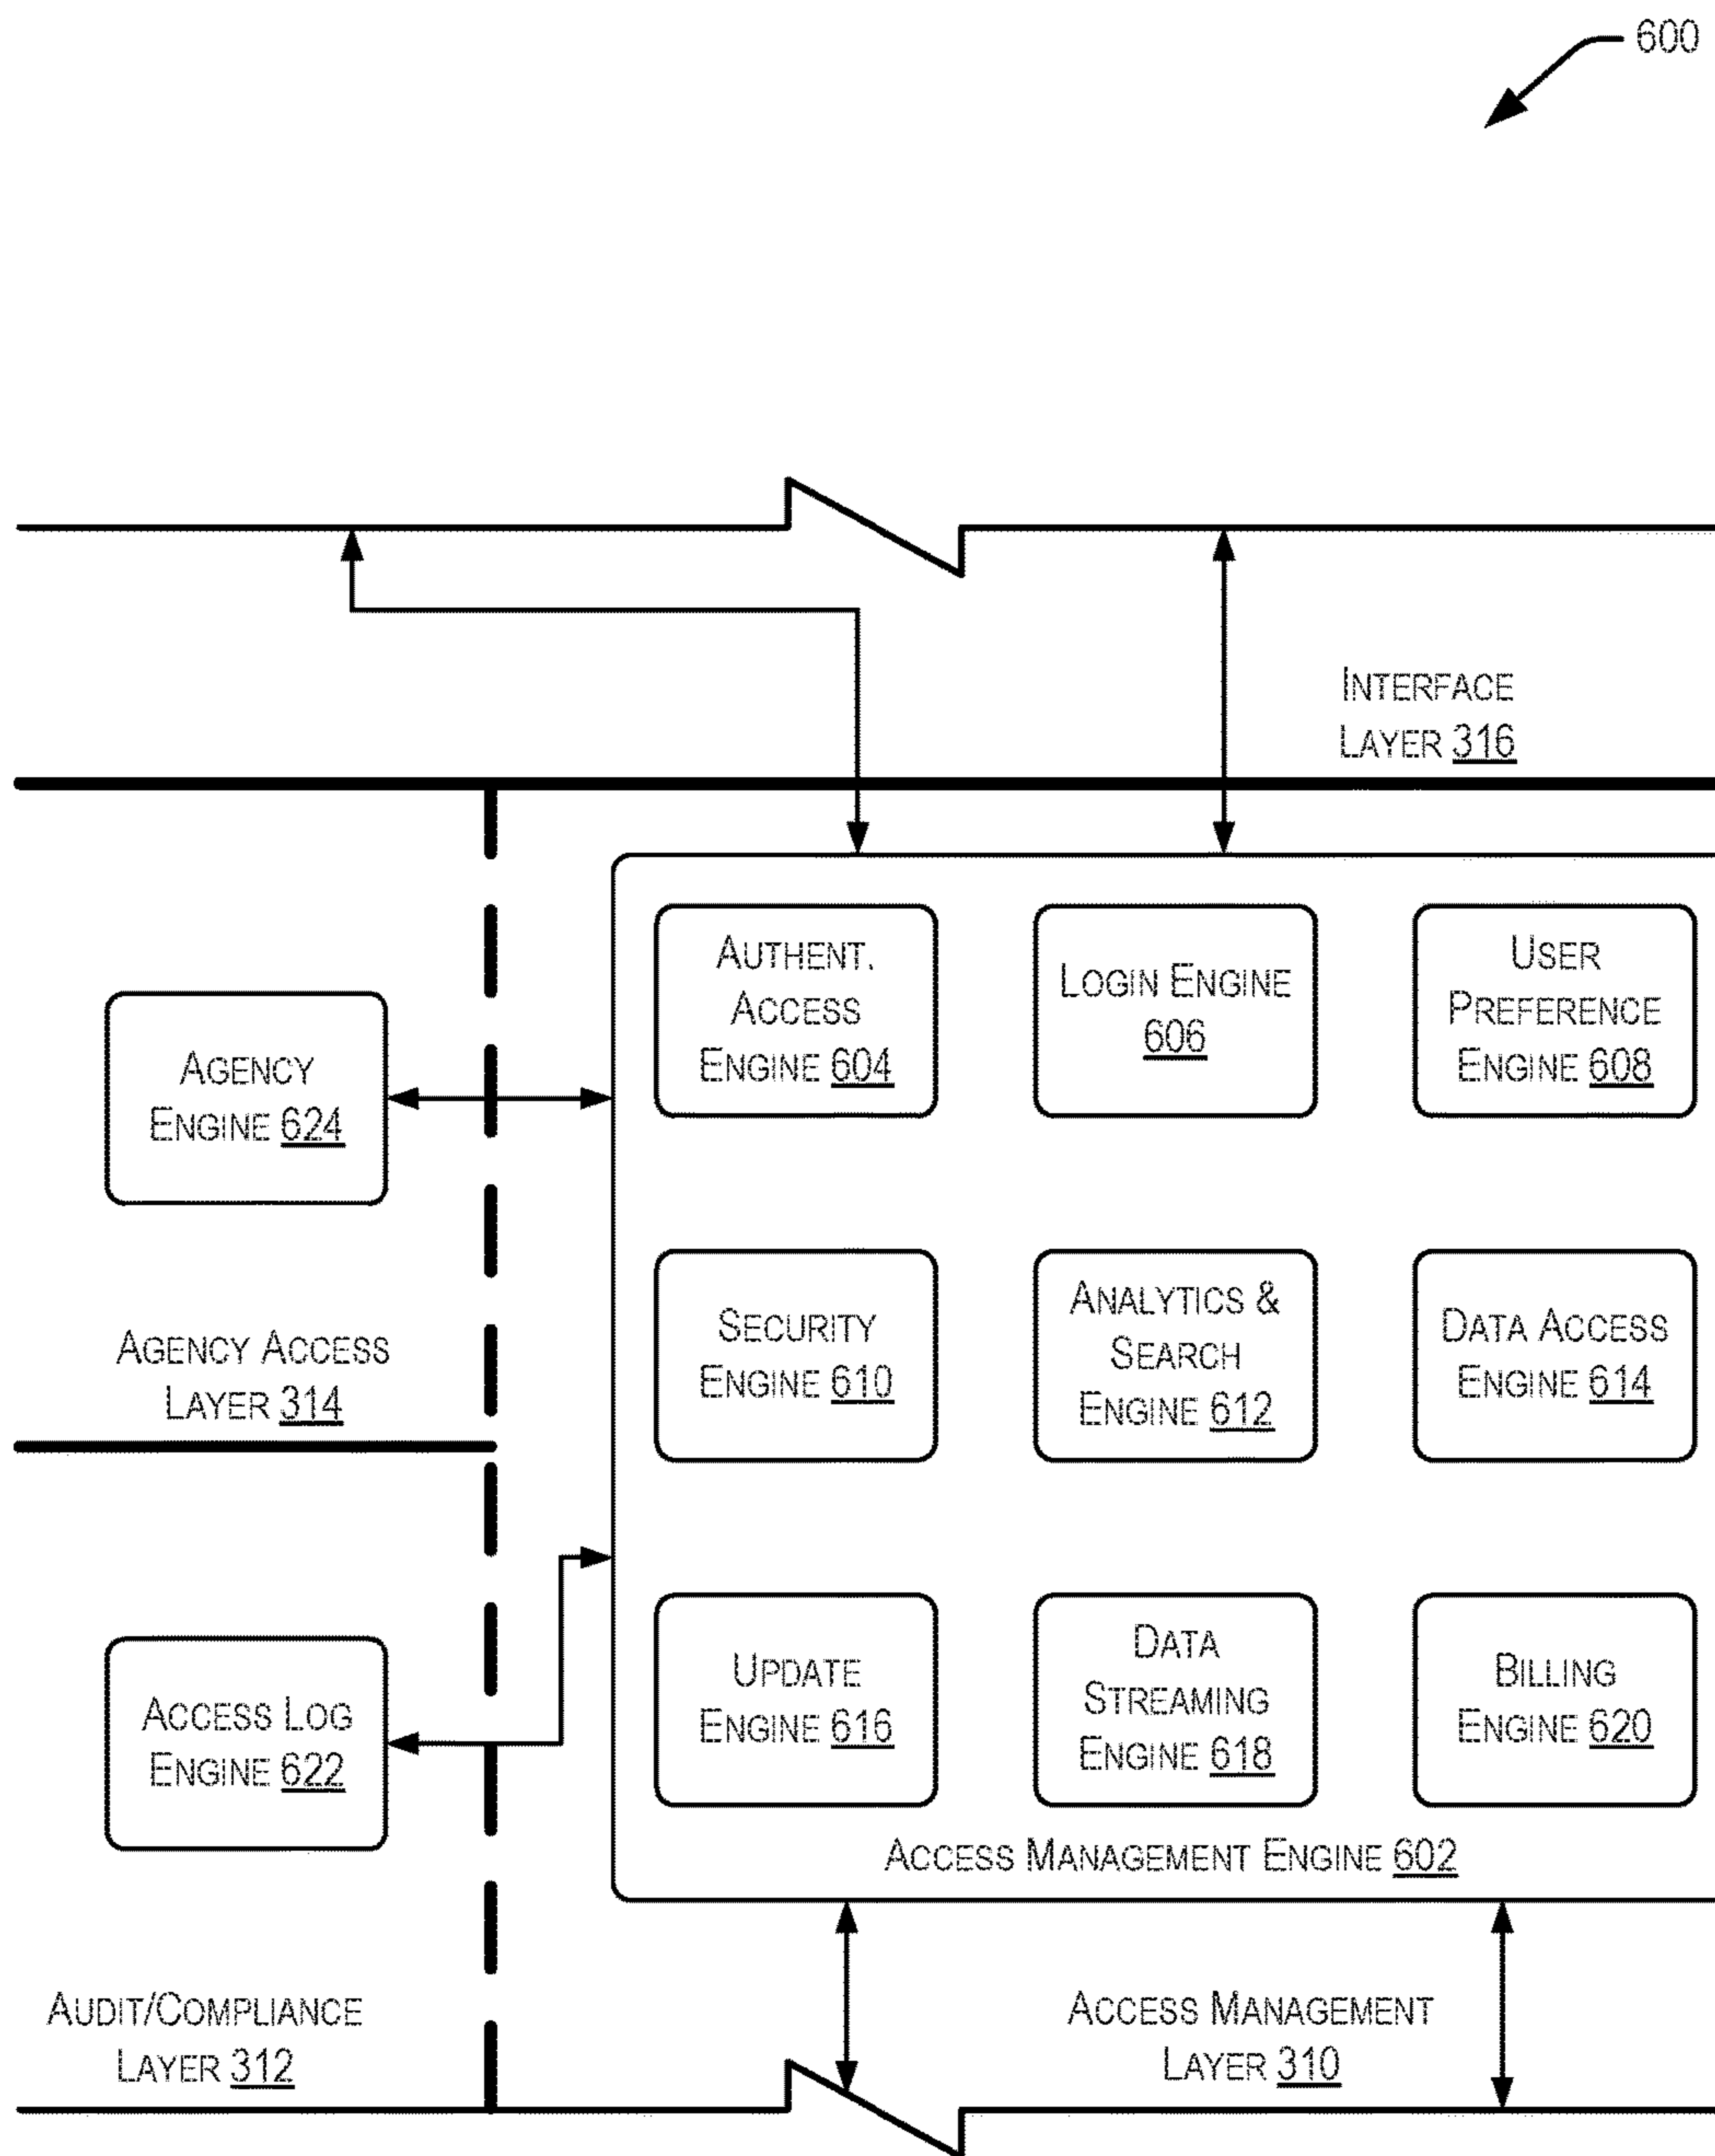 600
INTERFACE
LAYER 316
AUTHENT.
ACCESS
ENGINE 604
LOGIN ENGINE
606
USER
PREFERENCE
ENGINE 608
AGENCY
ENGINE 624
SECURITY
ENGINE 610
ANALYTICS &
SEARCH
ENGINE 612
DATA ACCESS
ENGINE 614
AGENCY ACCESS
LAYER 314
UPDATE
ENGINE 616
DATA
STREAMING
ENGINE 618
BILLING
ENGINE 620
ACCESS LOG
ENGINE 622
ACCESS MANAGEMENT ENGINE 602
AUDIT/COMPLIANCE
LAYER 312
ACCESS MANAGEMENT
LAYER 310